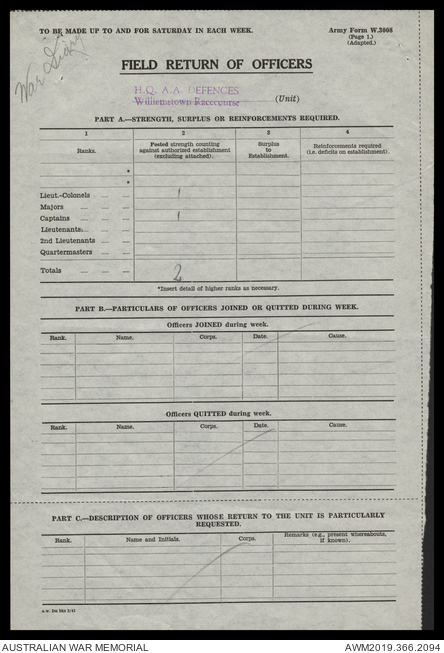 TO BE MADE UP TO AND FOR SATURDAY IN EACH WEEK.
Army Form W.3008
(Page 1.)
(Adapted.)
War Diary
FIELD RETURN OF OFFICERS
H.Q. A.A. DEFENCES
Williamstown Racecourse (Unit)
PART A.—STRENGTH, SURPLUS OR REINFORCEMENTS REQUIRED.
1 2 3 4
Ranks.
Posted strength counting
against authorized establishment
(excluding attached).
Surplus
to
Establishment.
Reinforcements required
(i.e. deficits on establishment).
*
*
Lieut.-Colonels 1
Majors
Captains 1
Lieutenants
2nd Lieutenants
Quartermasters
Totals 2
*Insert detail of higher ranks as necessary.
PART B.—PARTICULARS OF OFFICERS JOINED OR QUITTED DURING WEEK.
Officers JOINED during week.
Rank. Name. Corps. Date. Cause.
Officers QUITTED during week.
Rank. Name. Corps. Date. Cause.
PART C.—DESCRIPTION OF OFFICERS WHOSE RETURN TO THE UNIT IS PARTICULARLY
REQUESTED.
Rank. Name and Initials. Corps. Remarks (e.g., present whereabouts,
if known).
AUSTRALIAN WAR MEMORIAL
AWM2019.366.2094